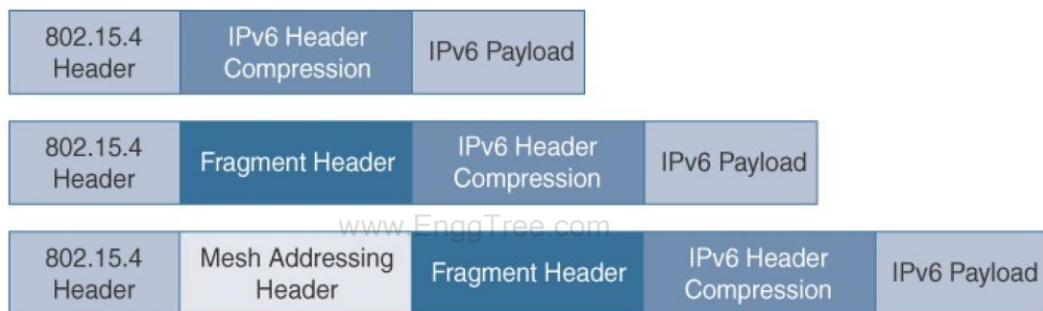 802.15.4 Header IPv6 Header Compression IPv6 Payload
802.15.4 Header Fragment Header IPv6 Header Compression IPv6 Payload
www.EnggTree.com
802.15.4 Header Mesh Addressing Header Fragment Header IPv6 Header Compression IPv6 Payload